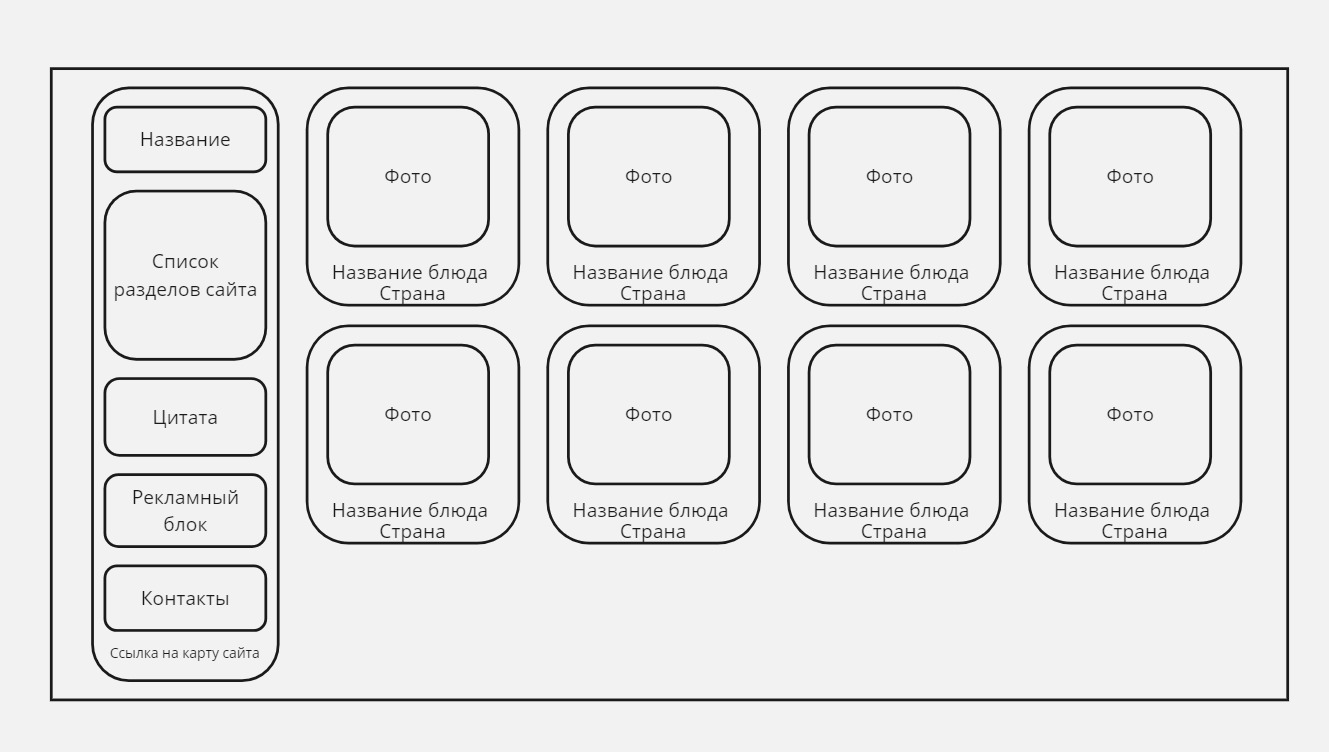 Название
Список
разделов сайта
Цитата
Рекламный
блок
Контакты
Ссылка на карту сайта
Фото
Название блюда
Страна
Фото
Название блюда
Страна
Фото
Название блюда
Страна
Фото
Название блюда
Страна
Фото
Название блюда
Страна
Фото
Название блюда
Страна
Фото
Название блюда
Страна
Фото
Название блюда
Страна